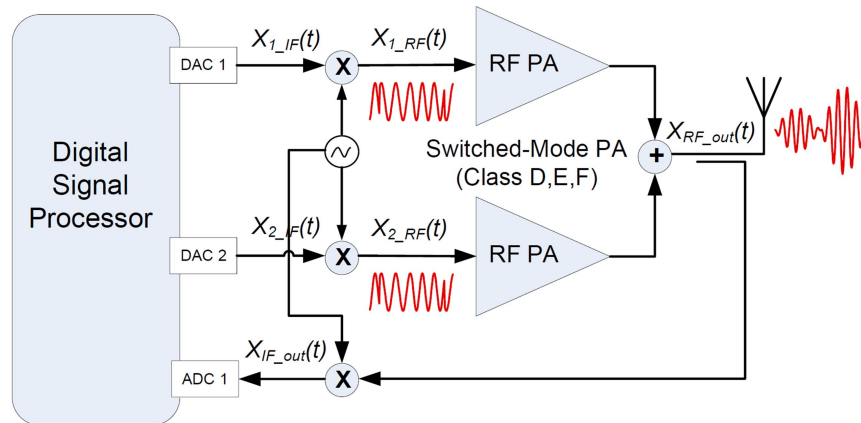 DAC 1
X1_IF(t)
X
X1_RF(t)
RF PA
Digital
Signal
Processor
Switched-Mode PA
(Class D,E,F)
+
XRF_out(t)
DAC 2
X2_IF(t)
X
X2_RF(t)
RF PA
ADC 1
XIF_out(t)
X